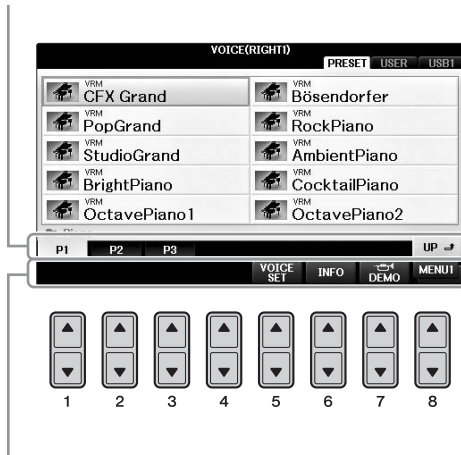 VOICE(RIGHT1)
PRESET USER USB1
VRM
CFX Grand
VRM
Bösendorfer
VRM
PopGrand
VRM
RockPiano
VRM
StudioGrand
VRM
AmbientPiano
VRM
BrightPiano
VRM
CocktailPiano
VRM
OctavePiano1
VRM
OctavePiano2
Piano
P1 P2 P3 UP
VOICE SET INFO DEMO MENU1
1 2 3 4 5 6 7 8